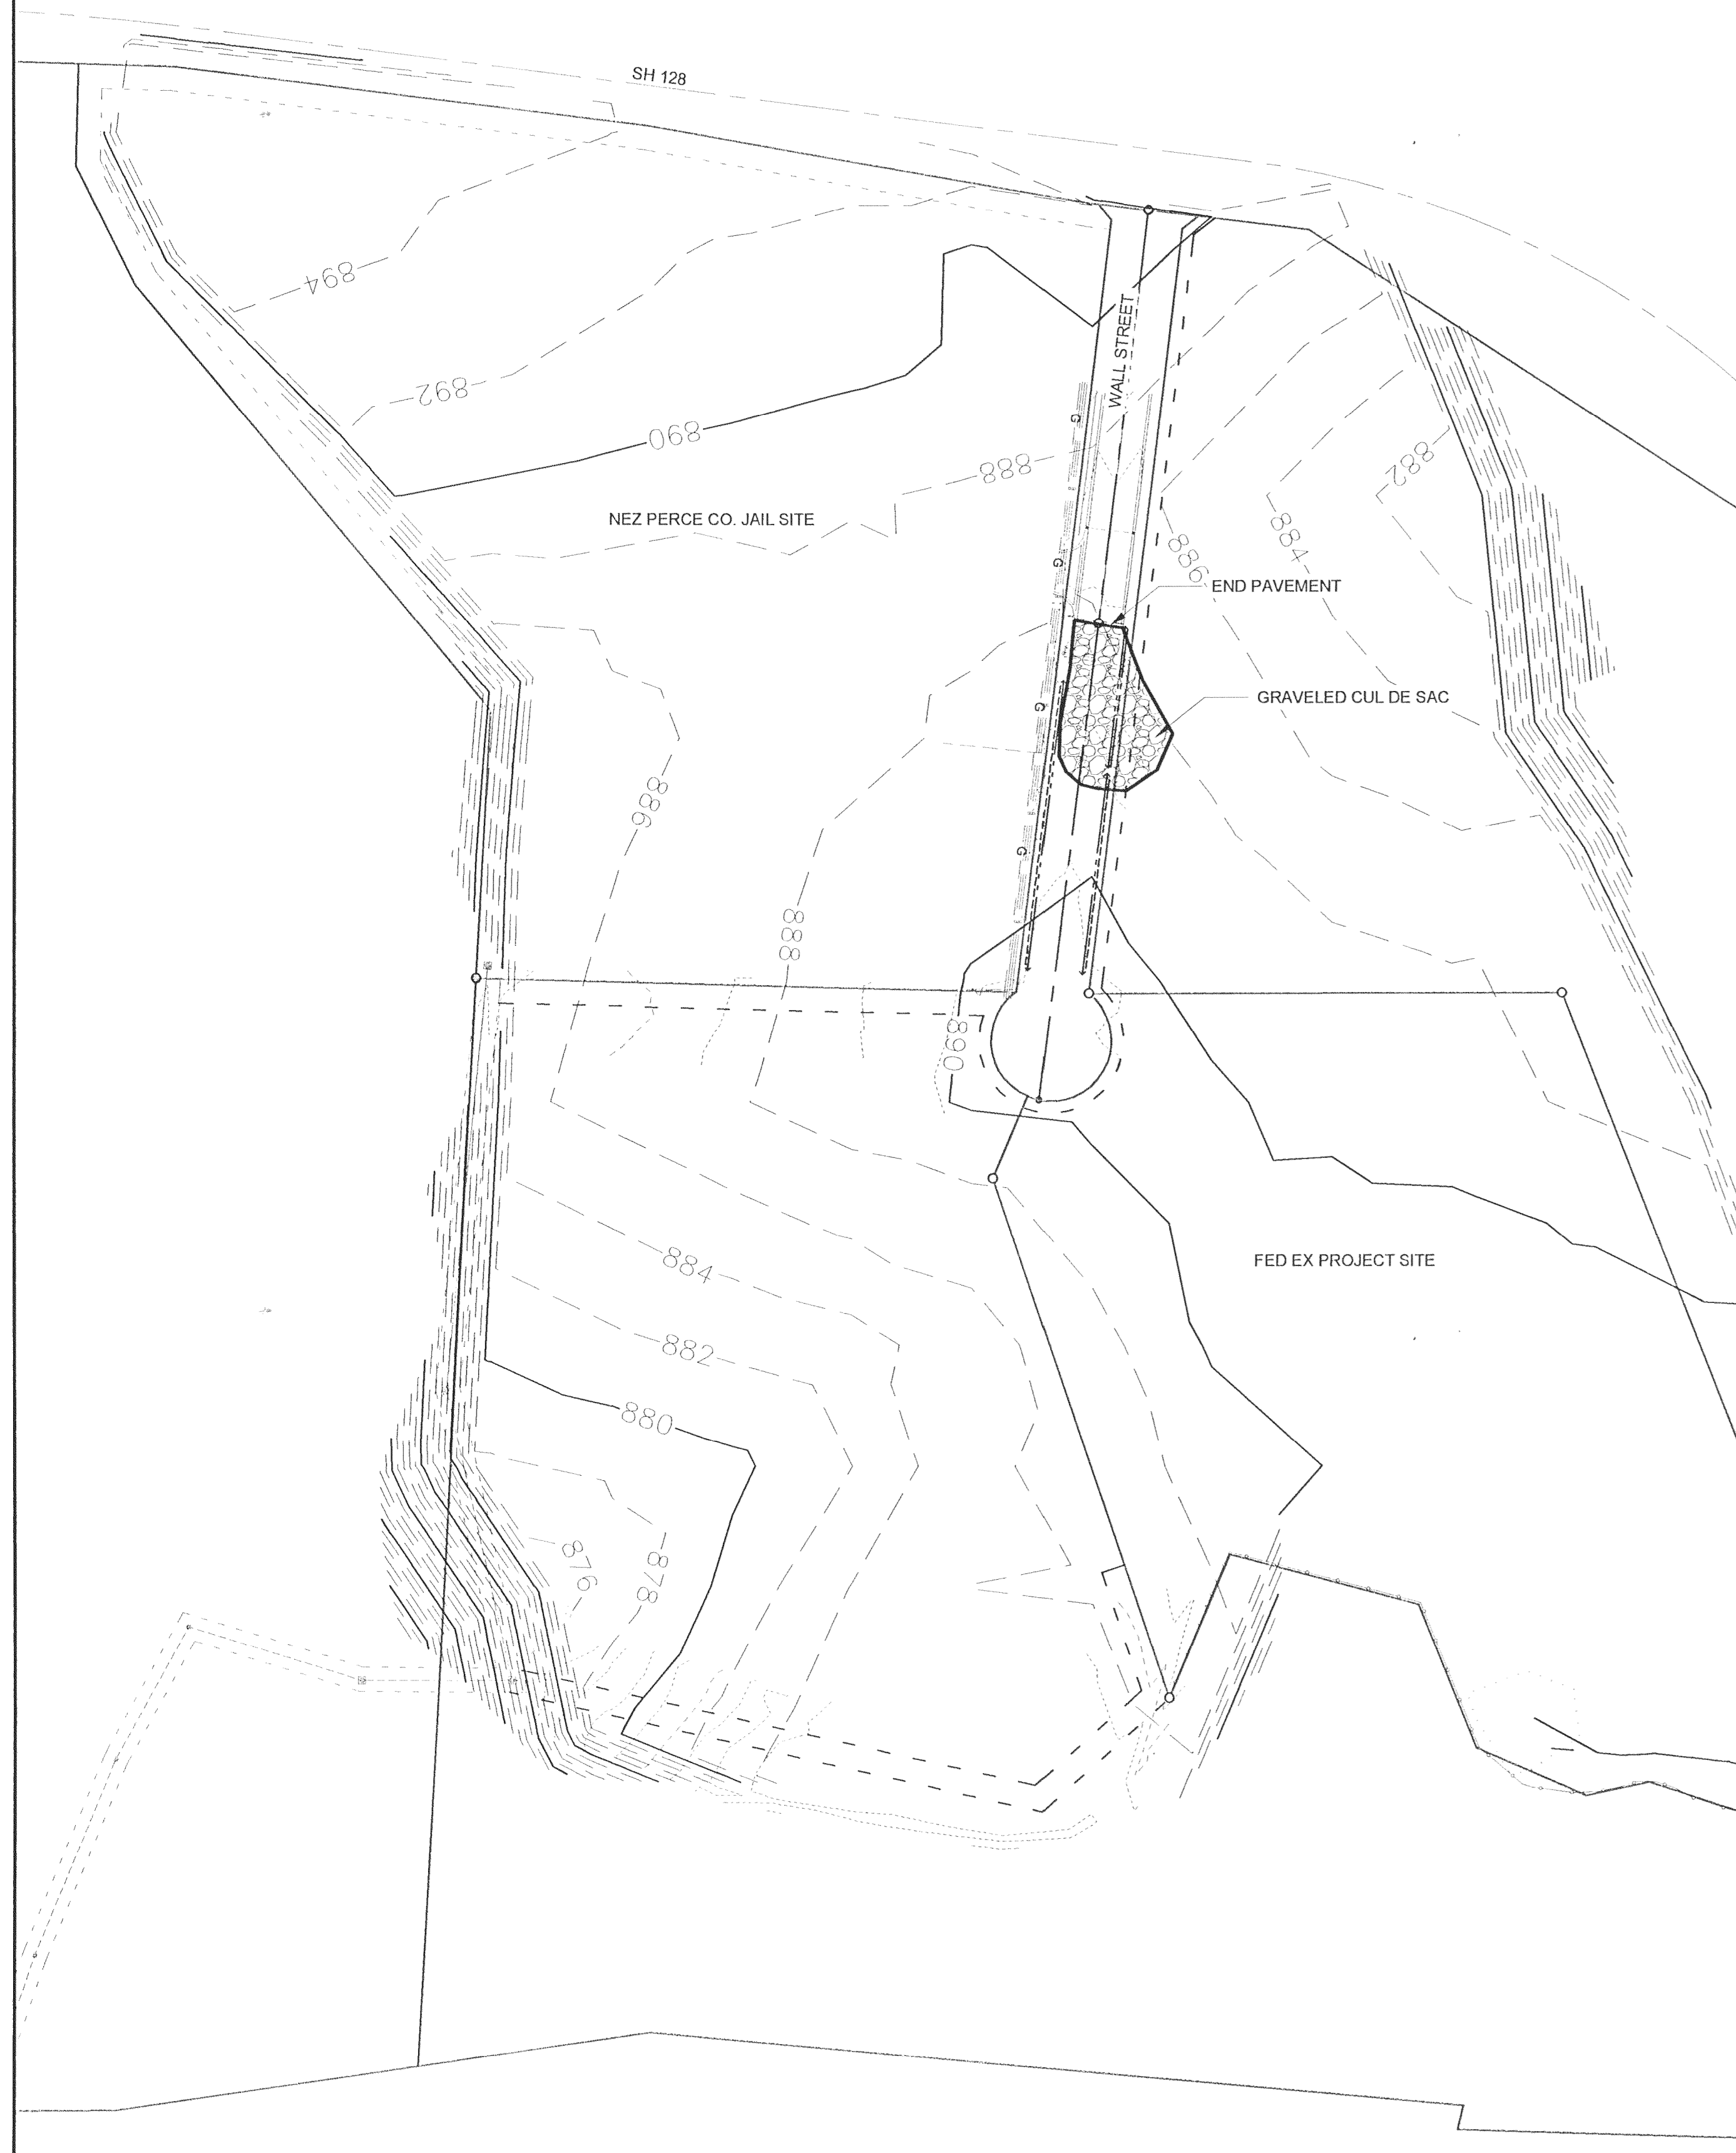 SH 128
894
WALL STREET
892
G
890
882
888
NEZ PERCE CO. JAIL SITE
884
886
G
END PAVEMENT
GRAVELED CUL DE SAC
G
886
G
888
890
FED EX PROJECT SITE
884
882
880
876
878